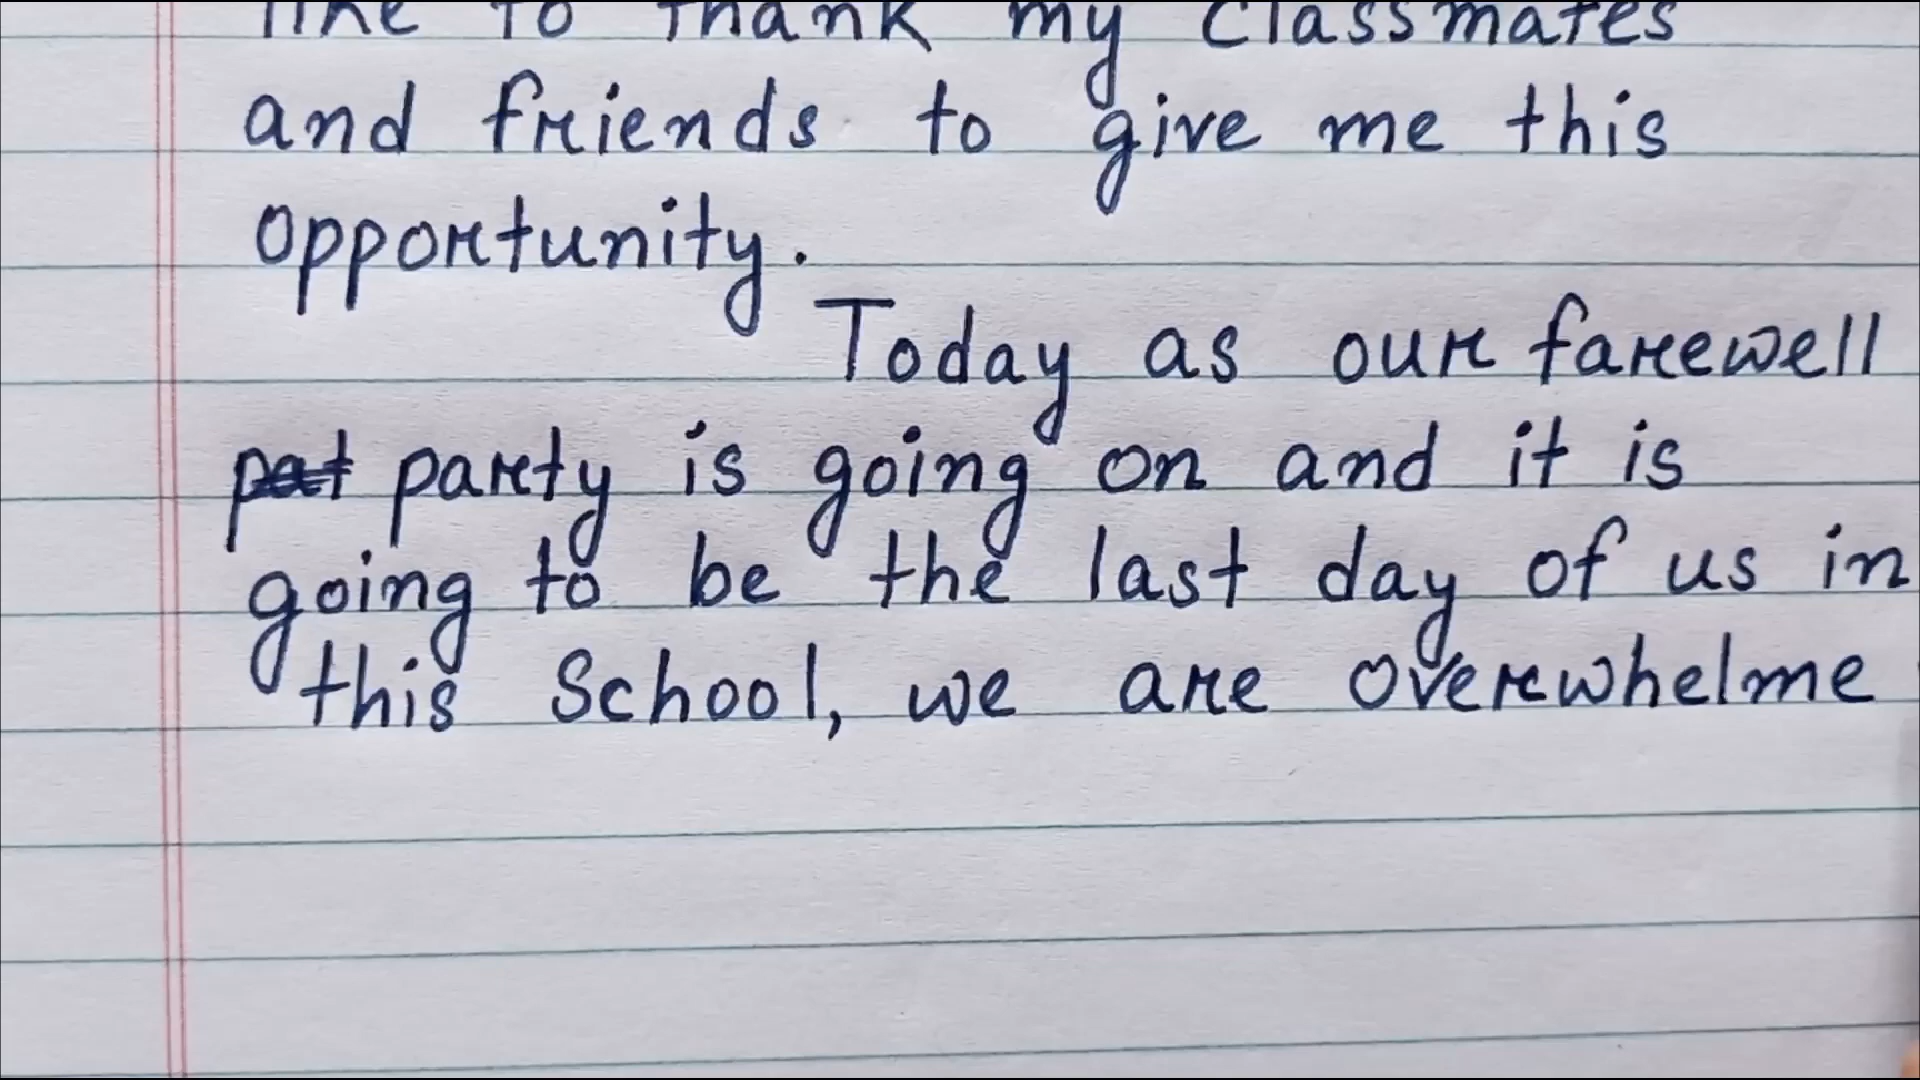 like to thank my classmates
and friends to give me this
opportunity.
Today as our farewell
pat party is going on and it is
going to be the last day of us in
this School, we are overwhelme